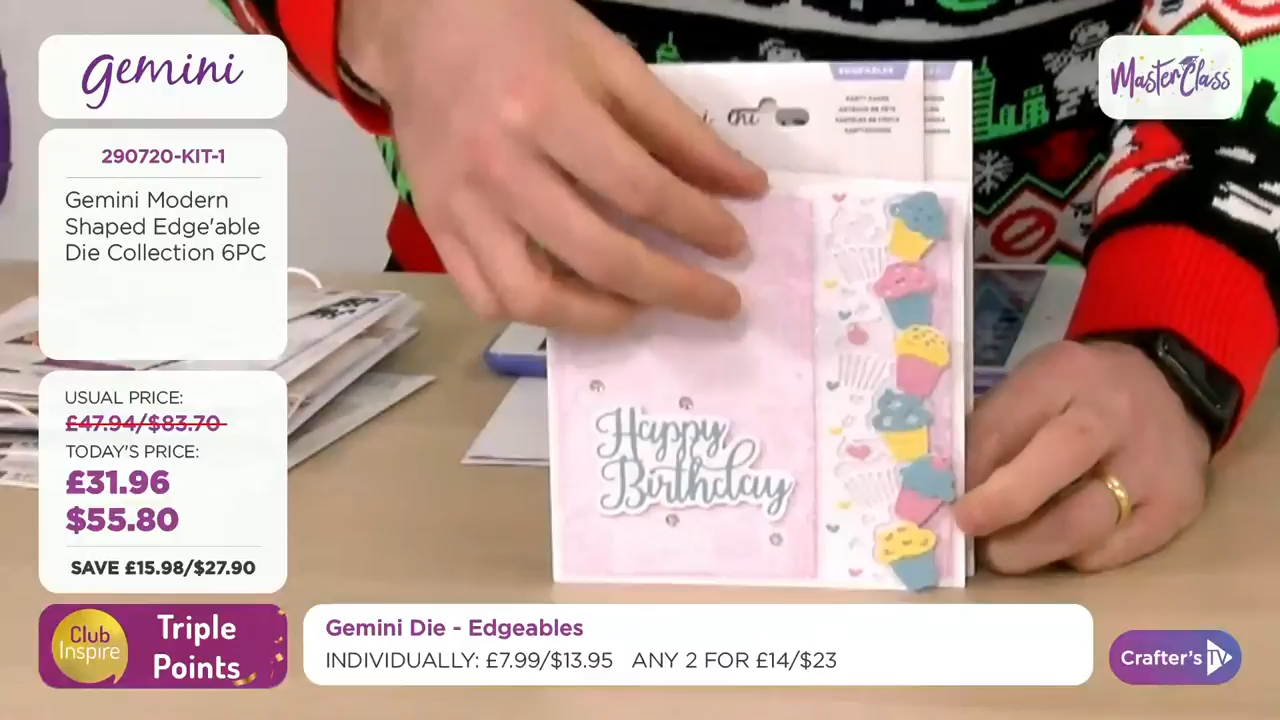 gemini
290720-KIT-1
Gemini Modern
Shaped Edge'able
Die Collection 6PC
USUAL PRICE:
£47.94/$83.70
TODAY'S PRICE:
£31.96
$55.80
SAVE £15.98/$27.90
Club
Inspire
Triple
Points
MasterClass
EDGEABLES
Happy
Birthday
Gemini Die - Edgeables
INDIVIDUALLY: £7.99/$13.95 ANY 2 FOR £14/$23
Crafter's TV